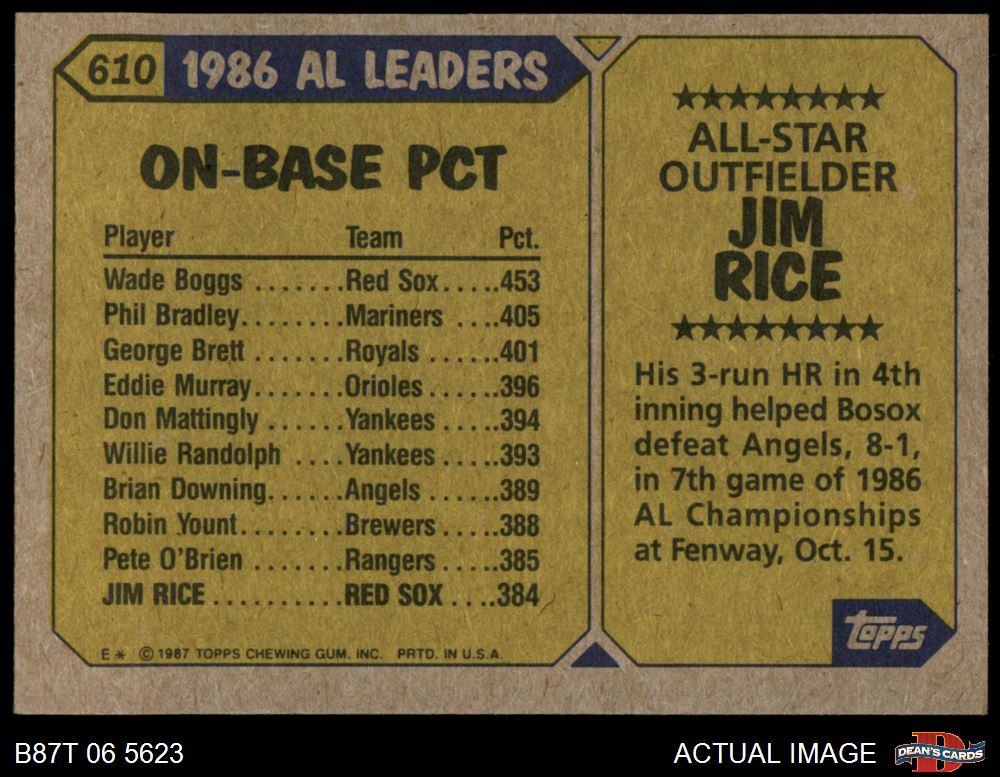 610 1986 AL LEADERS
ON-BASE PCT
Player Team Pct.
Wade Boggs .......Red Sox.....453
Phil Bradley........Mariners ....405
George Brett .......Royals ......401
Eddie Murray.......Orioles ......396
Don Mattingly ......Yankees .....394
Willie Randolph ....Yankees .....393
Brian Downing......Angels ......389
Robin Yount........Brewers .....388
Pete O'Brien .......Rangers .....385
JIM RICE ..........RED SOX ....384
E* © 1987 TOPPS CHEWING GUM, INC. PRTD. IN U.S.A.
★★★★★★★★
ALL-STAR
OUTFIELDER
JIM
RICE
★★★★★★★★
His 3-run HR in 4th
inning helped Bosox
defeat Angels, 8-1,
in 7th game of 1986
AL Championships
at Fenway, Oct. 15.
topps
B87T 06 5623
ACTUAL IMAGE
D
DEAN'S CARDS